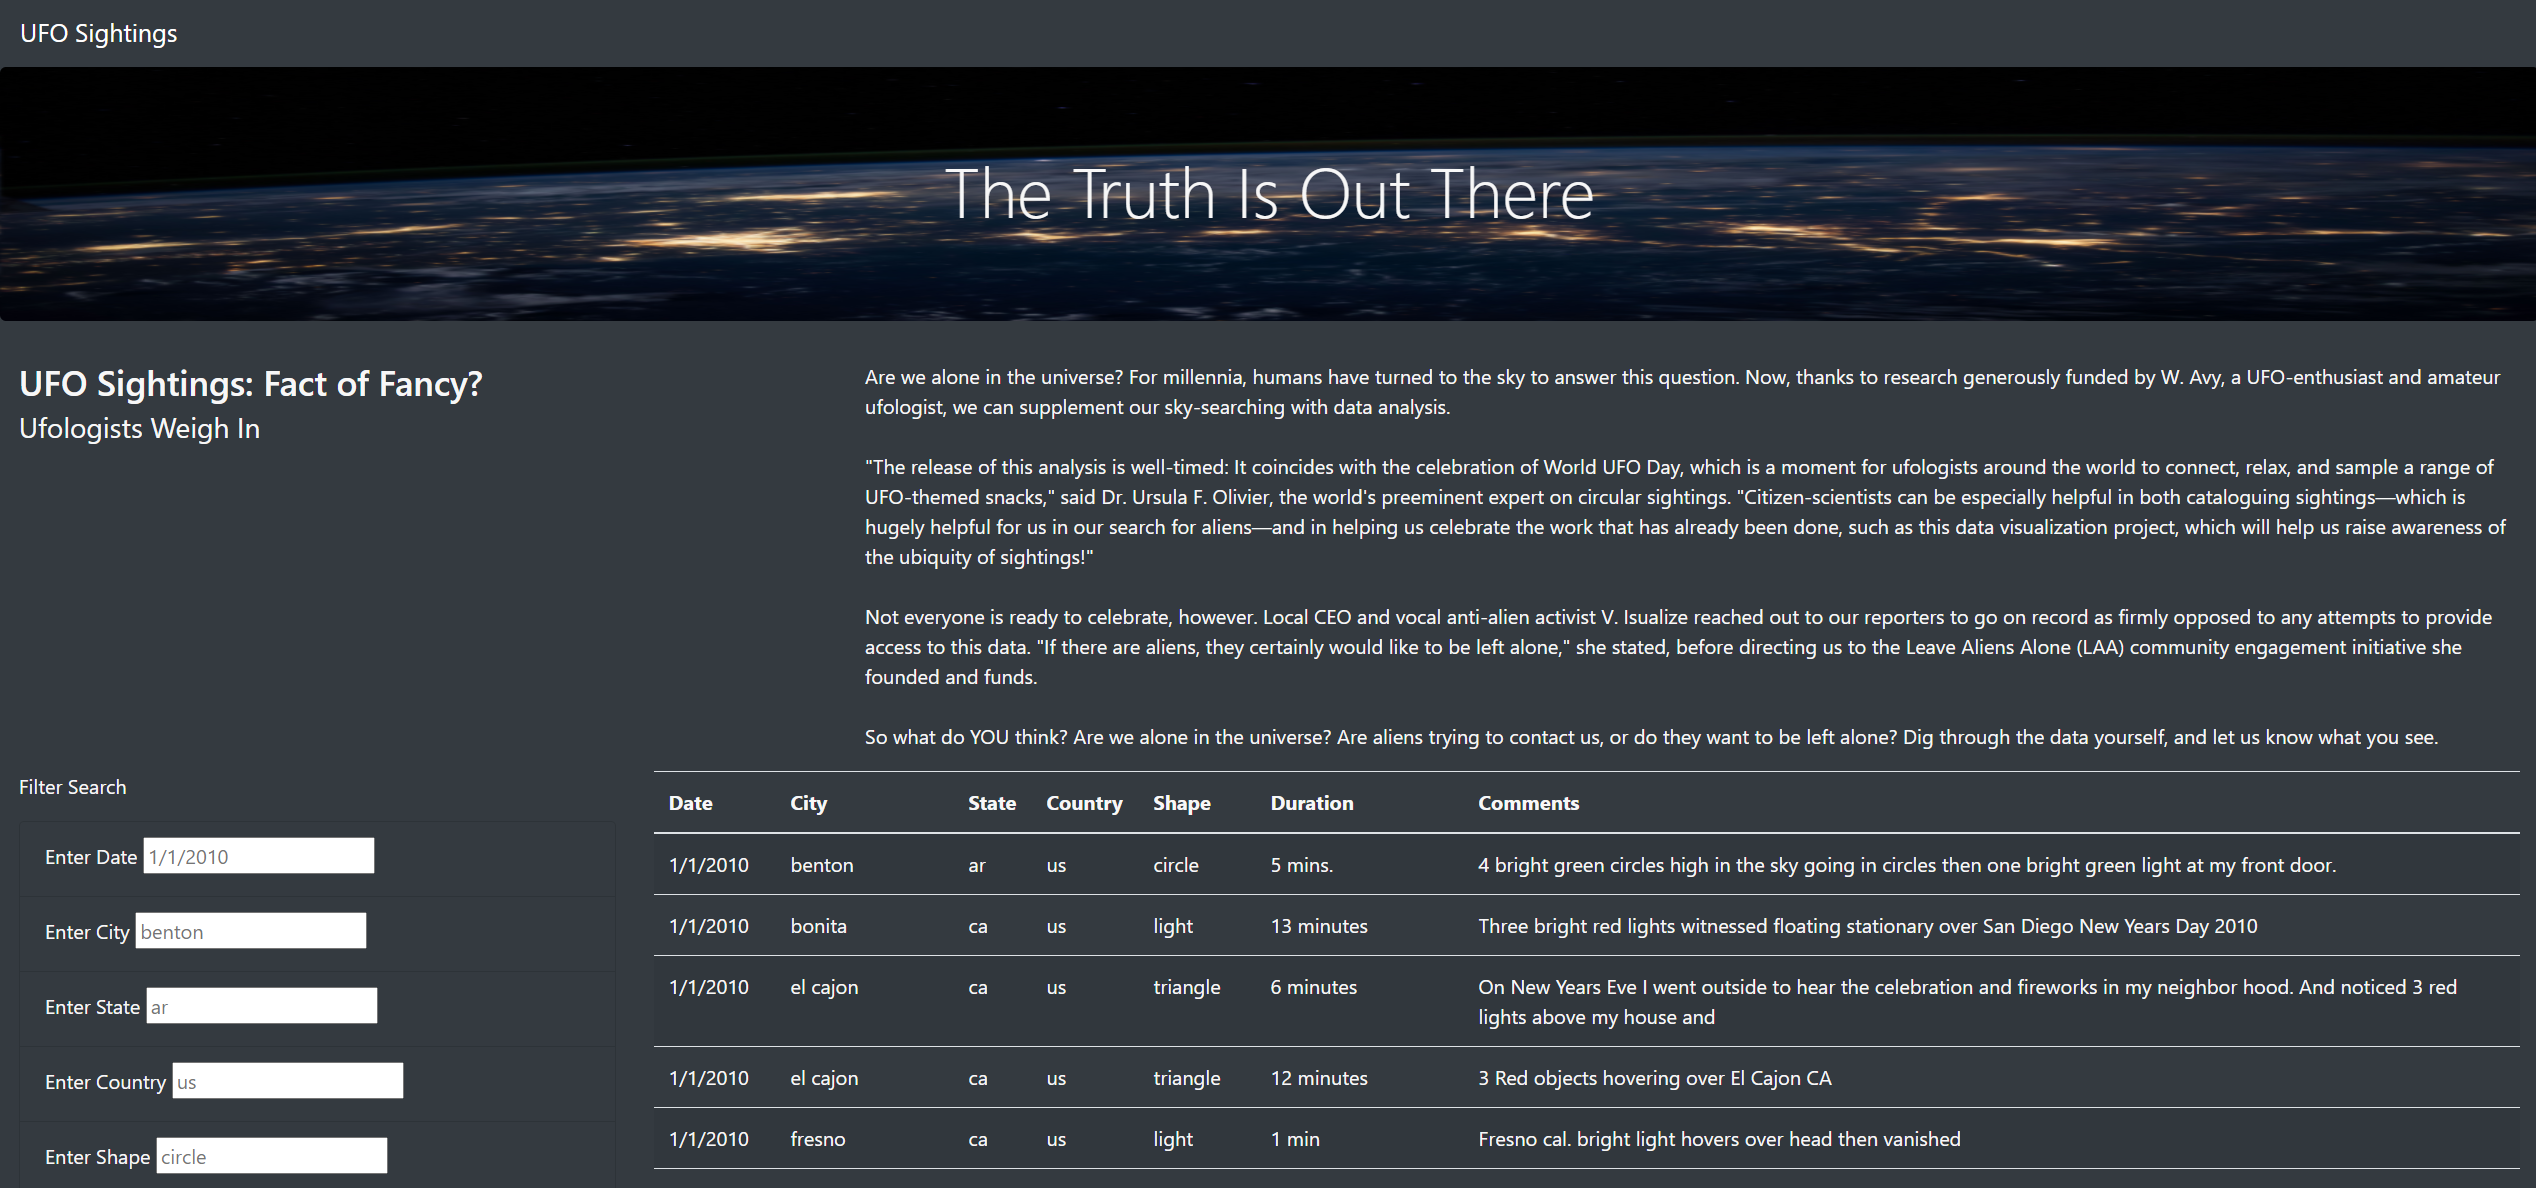 UFO Sightings
The Truth Is Out There
UFO Sightings: Fact of Fancy?
Ufologists Weigh In
Are we alone in the universe? For millennia, humans have turned to the sky to answer this question. Now, thanks to research generously funded by W. Avy, a UFO-enthusiast and amateur
ufologist, we can supplement our sky-searching with data analysis.
"The release of this analysis is well-timed: It coincides with the celebration of World UFO Day, which is a moment for ufologists around the world to connect, relax, and sample a range of
UFO-themed snacks," said Dr. Ursula F. Olivier, the world's preeminent expert on circular sightings. "Citizen-scientists can be especially helpful in both cataloguing sightings—which is
hugely helpful for us in our search for aliens—and in helping us celebrate the work that has already been done, such as this data visualization project, which will help us raise awareness of
the ubiquity of sightings!"
Not everyone is ready to celebrate, however. Local CEO and vocal anti-alien activist V. Isualize reached out to our reporters to go on record as firmly opposed to any attempts to provide
access to this data. "If there are aliens, they certainly would like to be left alone," she stated, before directing us to the Leave Aliens Alone (LAA) community engagement initiative she
founded and funds.
So what do YOU think? Are we alone in the universe? Are aliens trying to contact us, or do they want to be left alone? Dig through the data yourself, and let us know what you see.
Filter Search
Enter Date 1/1/2010
Enter City benton
Enter State ar
Enter Country us
Enter Shape circle
Date City State Country Shape Duration Comments
1/1/2010 benton ar us circle 5 mins. 4 bright green circles high in the sky going in circles then one bright green light at my front door.
1/1/2010 bonita ca us light 13 minutes Three bright red lights witnessed floating stationary over San Diego New Years Day 2010
1/1/2010 el cajon ca us triangle 6 minutes On New Years Eve I went outside to hear the celebration and fireworks in my neighbor hood. And noticed 3 red
lights above my house and
1/1/2010 el cajon ca us triangle 12 minutes 3 Red objects hovering over El Cajon CA
1/1/2010 fresno ca us light 1 min Fresno cal. bright light hovers over head then vanished